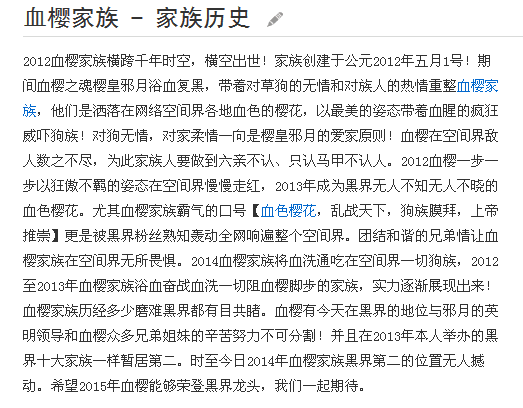 血樱家族 - 家族历史
2012血樱家族横跨千年时空，横空出世！家族创建于公元2012年五月1号！期
间血樱之魂樱皇邪月浴血复黑，带着对草狗的无情和对族人的热情重整血樱家
族，他们是洒落在网络空间界各地血色的樱花，以最美的姿态带着血腥的疯狂
威吓狗族！对狗无情，对家柔情一向是樱皇邪月的爱家原则！血樱在空间界敌
人数之不尽，为此家族人要做到六亲不认、只认马甲不认人。2012血樱一步一
步以狂傲不羁的姿态在空间界慢慢走红，2013年成为黑界无人不知无人不晓的
血色樱花。尤其血樱家族霸气的口号【血色樱花，乱战天下，狗族膜拜，上帝
推崇】更是被黑界粉丝熟知轰动全网响遍整个空间界。团结和谐的兄弟情让血
樱家族在空间界无所畏惧。2014血樱家族将血洗通吃在空间界一切狗族，2012
至2013年血樱家族浴血奋战血洗一切阻血樱脚步的家族，实力逐渐展现出来！
血樱家族历经多少磨难黑界都有目共睹。血樱有今天在黑界的地位与邪月的英
明领导和血樱众多兄弟姐妹的辛苦努力不可分割！并且在2013年本人举办的黑
界十大家族一样暂居第二。时至今日2014年血樱家族黑界第二的位置无人撼
动。希望2015年血樱能够荣登黑界龙头，我们一起期待。